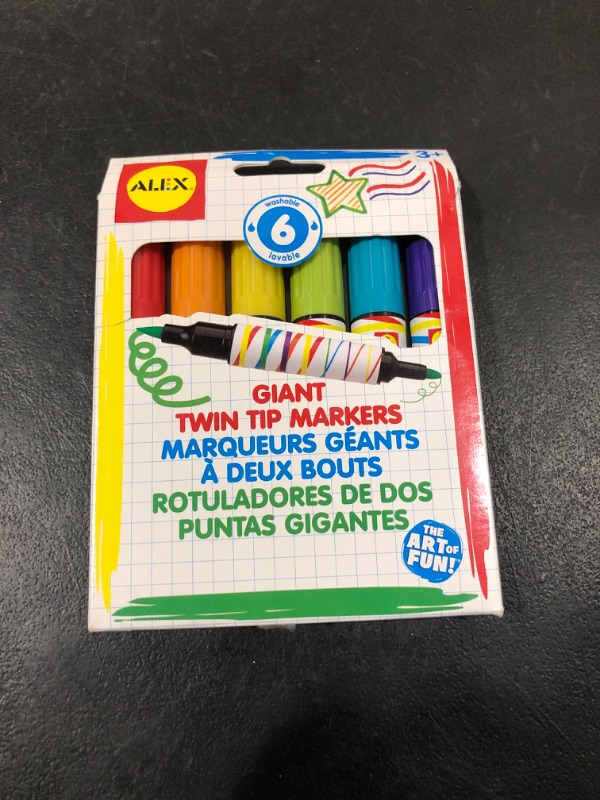 ALEX.
3+
washable
6
lavable
GIANT
TWIN TIP MARKERS
MARQUEURS GÉANTS
À DEUX BOUTS
ROTULADORES DE DOS
PUNTAS GIGANTES
THE
ART OF
FUN!™